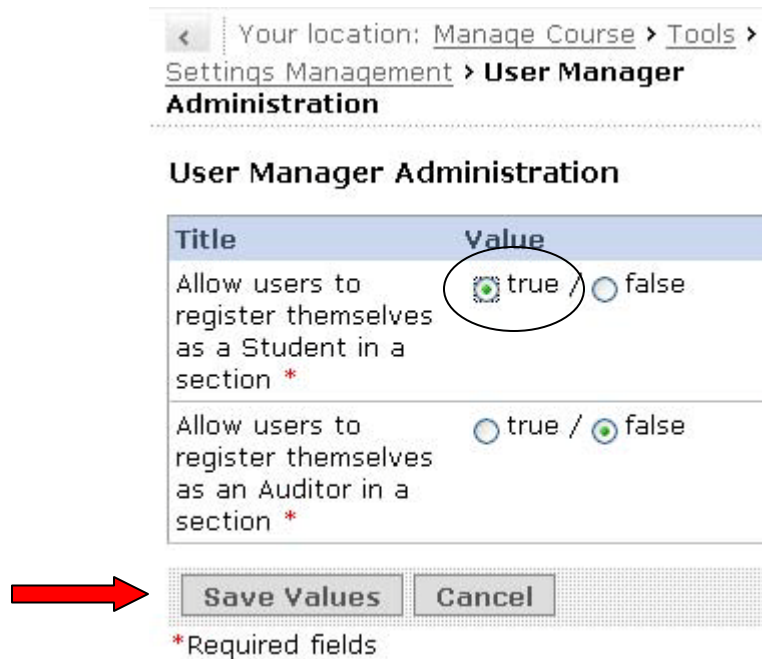 Your location: Manage Course > Tools >
Settings Management > User Manager
Administration
User Manager Administration
Title Value
Allow users to true / false
register themselves
as a Student in a
section *
Allow users to true / false
register themselves
as an Auditor in a
section *
Save Values Cancel
*Required fields